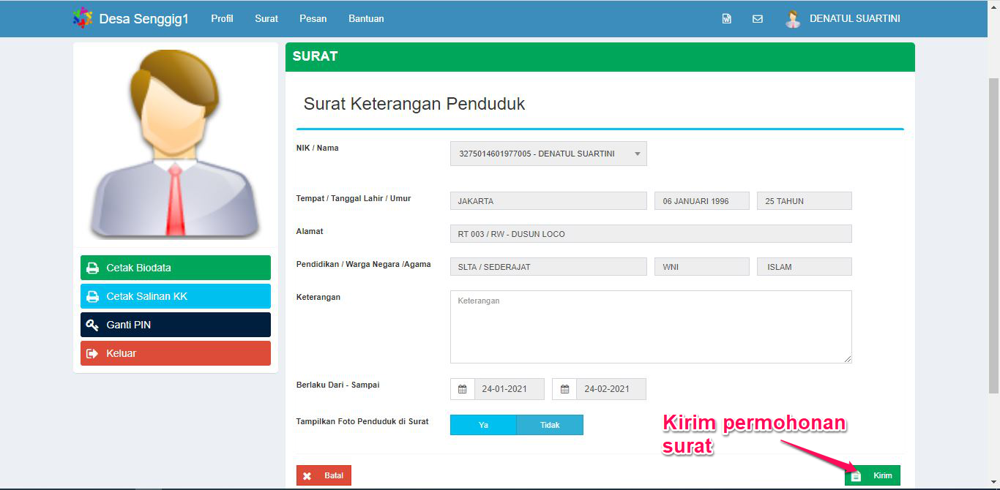 Desa Senggig1 Profil Surat Pesan Bantuan DENATUL SUARTINI
Cetak Biodata
Cetak Salinan KK
Ganti PIN
Keluar
SURAT
Surat Keterangan Penduduk
NIK / Nama 3275014601977005 - DENATUL SUARTINI
Tempat / Tanggal Lahir / Umur JAKARTA 06 JANUARI 1996 25 TAHUN
Alamat RT 003 / RW - DUSUN LOCO
Pendidikan / Warga Negara /Agama SLTA / SEDERAJAT WNI ISLAM
Keterangan Keterangan
Berlaku Dari - Sampai 24-01-2021 24-02-2021
Tampilkan Foto Penduduk di Surat Ya Tidak
Kirim permohonan
surat
Batal Kirim